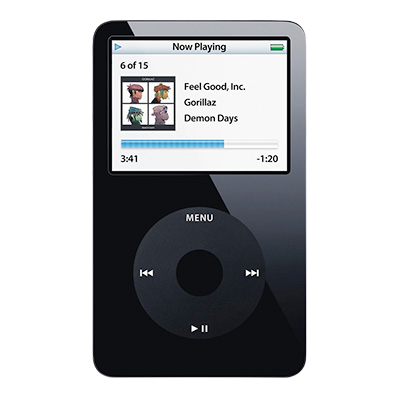 Now Playing
6 of 15
Feel Good, Inc.
Gorillaz
Demon Days
3:41 -1:20
MENU